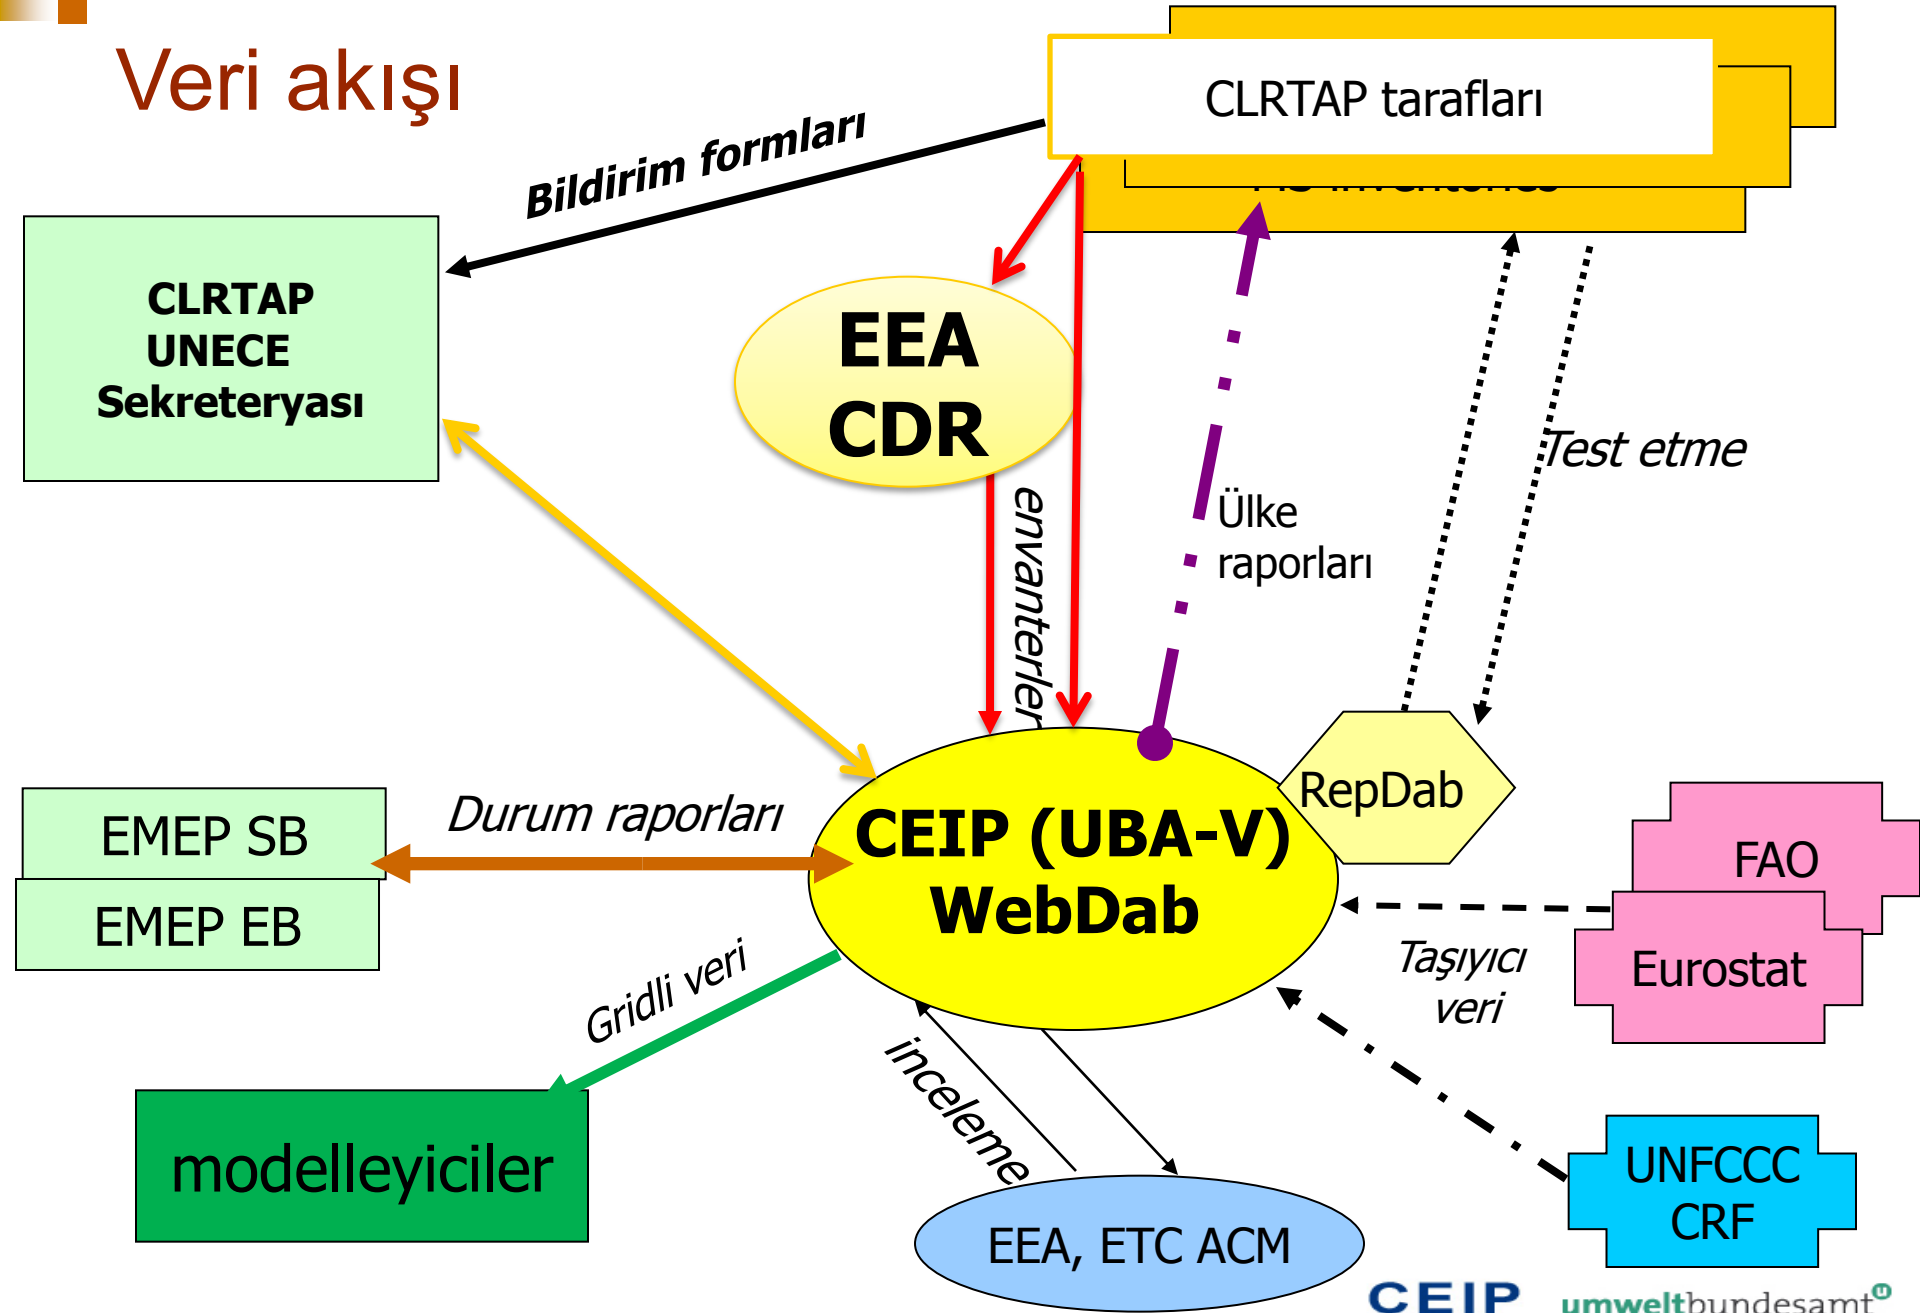 Veri akışı
CLRTAP tarafları
Bildirim formları
CLRTAP
UNECE
Sekreteryası
EEA
CDR
envanterler
Ülke
raporları
Test etme
RepDab
EMEP SB
EMEP EB
Durum raporları
CEIP (UBA-V)
WebDab
FAO
Eurostat
Taşıyıcı
veri
Gridli veri
modelleyiciler
inceleme
EEA, ETC ACM
UNFCCC
CRF
CEIP
umweltbundesamt